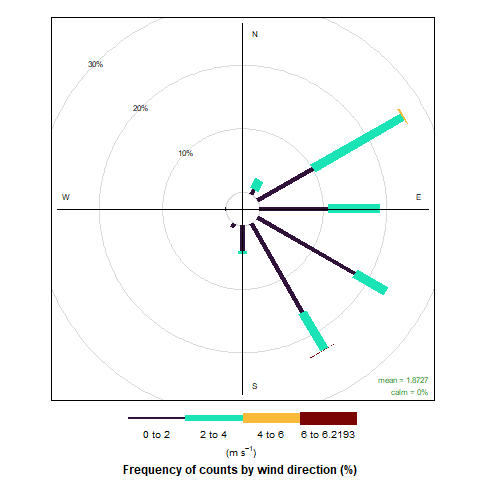 N
30%
20%
10%
W
E
S
mean = 1.8727
calm = 0%
0 to 2 2 to 4 4 to 6 6 to 6.2193
(m s⁻¹)
Frequency of counts by wind direction (%)